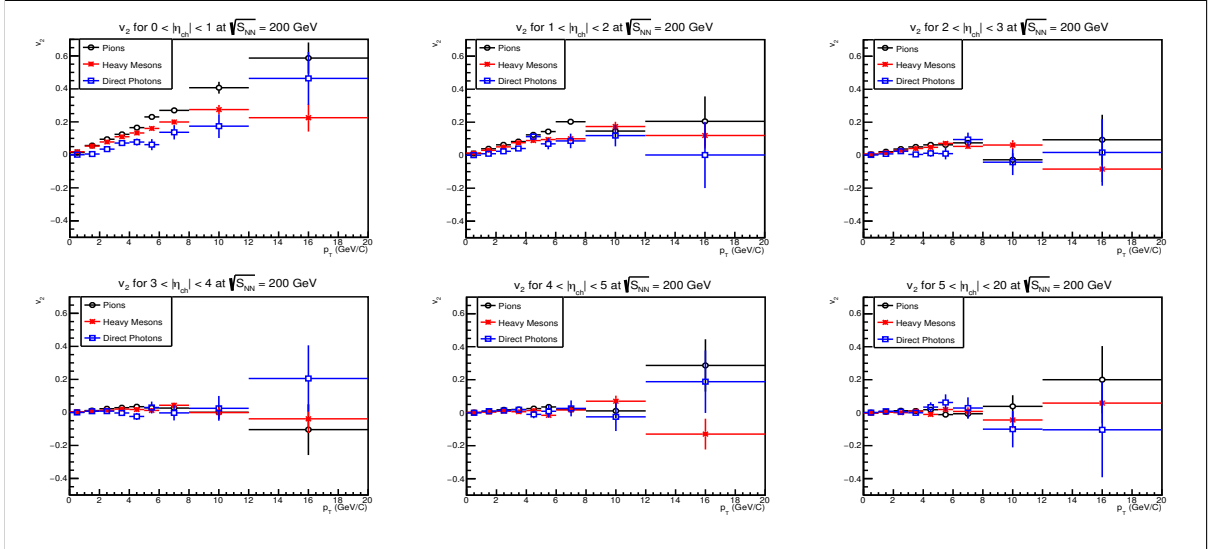 v2 for 0 < |ηch| < 1 at √SNN = 200 GeV
v2
Pions
Heavy Mesons
Direct Photons
0.6
0.4
0.2
0
−0.2
−0.4
0 2 4 6 8 10 12 14 16 18 20
pT (GeV/C)
v2 for 1 < |ηch| < 2 at √SNN = 200 GeV
v2
Pions
Heavy Mesons
Direct Photons
0.6
0.4
0.2
0
−0.2
−0.4
0 2 4 6 8 10 12 14 16 18 20
pT (GeV/C)
v2 for 2 < |ηch| < 3 at √SNN = 200 GeV
v2
Pions
Heavy Mesons
Direct Photons
0.6
0.4
0.2
0
−0.2
−0.4
0 2 4 6 8 10 12 14 16 18 20
pT (GeV/C)
v2 for 3 < |ηch| < 4 at √SNN = 200 GeV
v2
Pions
Heavy Mesons
Direct Photons
0.6
0.4
0.2
0
−0.2
−0.4
0 2 4 6 8 10 12 14 16 18 20
pT (GeV/C)
v2 for 4 < |ηch| < 5 at √SNN = 200 GeV
v2
Pions
Heavy Mesons
Direct Photons
0.6
0.4
0.2
0
−0.2
−0.4
0 2 4 6 8 10 12 14 16 18 20
pT (GeV/C)
v2 for 5 < |ηch| < 20 at √SNN = 200 GeV
v2
Pions
Heavy Mesons
Direct Photons
0.6
0.4
0.2
0
−0.2
−0.4
0 2 4 6 8 10 12 14 16 18 20
pT (GeV/C)